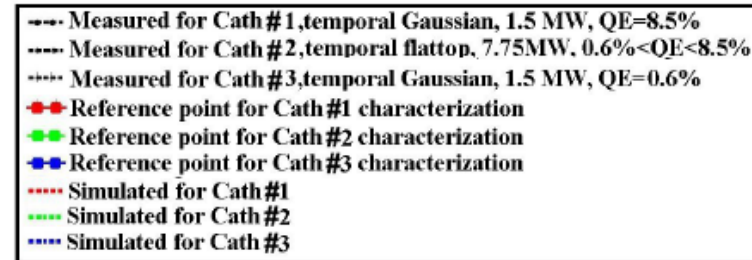 Measured for Cath#1,temporal Gaussian, 1.5 MW, QE=8.5%
Measured for Cath#2,temporal flattop, 7.75MW, 0.6%<QE<8.5%
Measured for Cath#3,temporal Gaussian, 1.5 MW, QE=0.6%
Reference point for Cath#1 characterization
Reference point for Cath#2 characterization
Reference point for Cath#3 characterization
Simulated for Cath#1
Simulated for Cath#2
Simulated for Cath#3